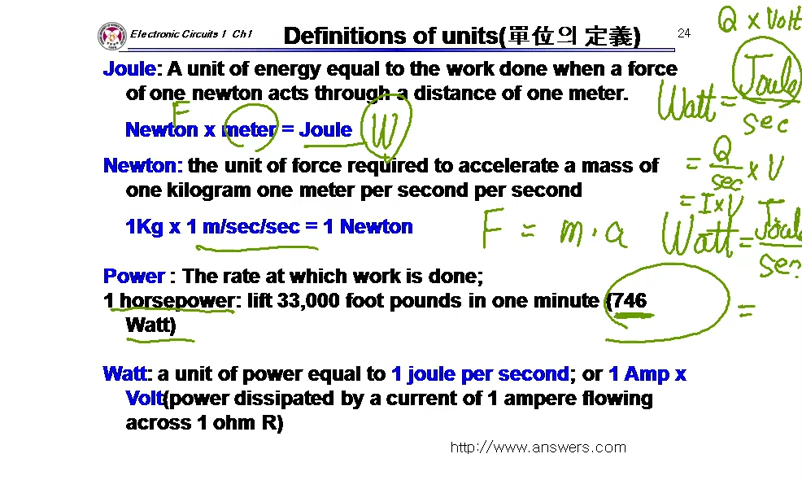 Electronic Circuits 1 Ch1
Definitions of units(單位의 定義)
24
Joule: A unit of energy equal to the work done when a force
of one newton acts through a distance of one meter.
Newton x meter = Joule
Newton: the unit of force required to accelerate a mass of
one kilogram one meter per second per second
1Kg x 1 m/sec/sec = 1 Newton
Power : The rate at which work is done;
1 horsepower: lift 33,000 foot pounds in one minute (746
Watt)
Watt: a unit of power equal to 1 joule per second; or 1 Amp x
Volt(power dissipated by a current of 1 ampere flowing
across 1 ohm R)
http://www.answers.com
F
W
F = m·a
Q x Volt
Watt = Joule/sec
= Q/sec x V
= I x V
Watt = Joule/sec
=